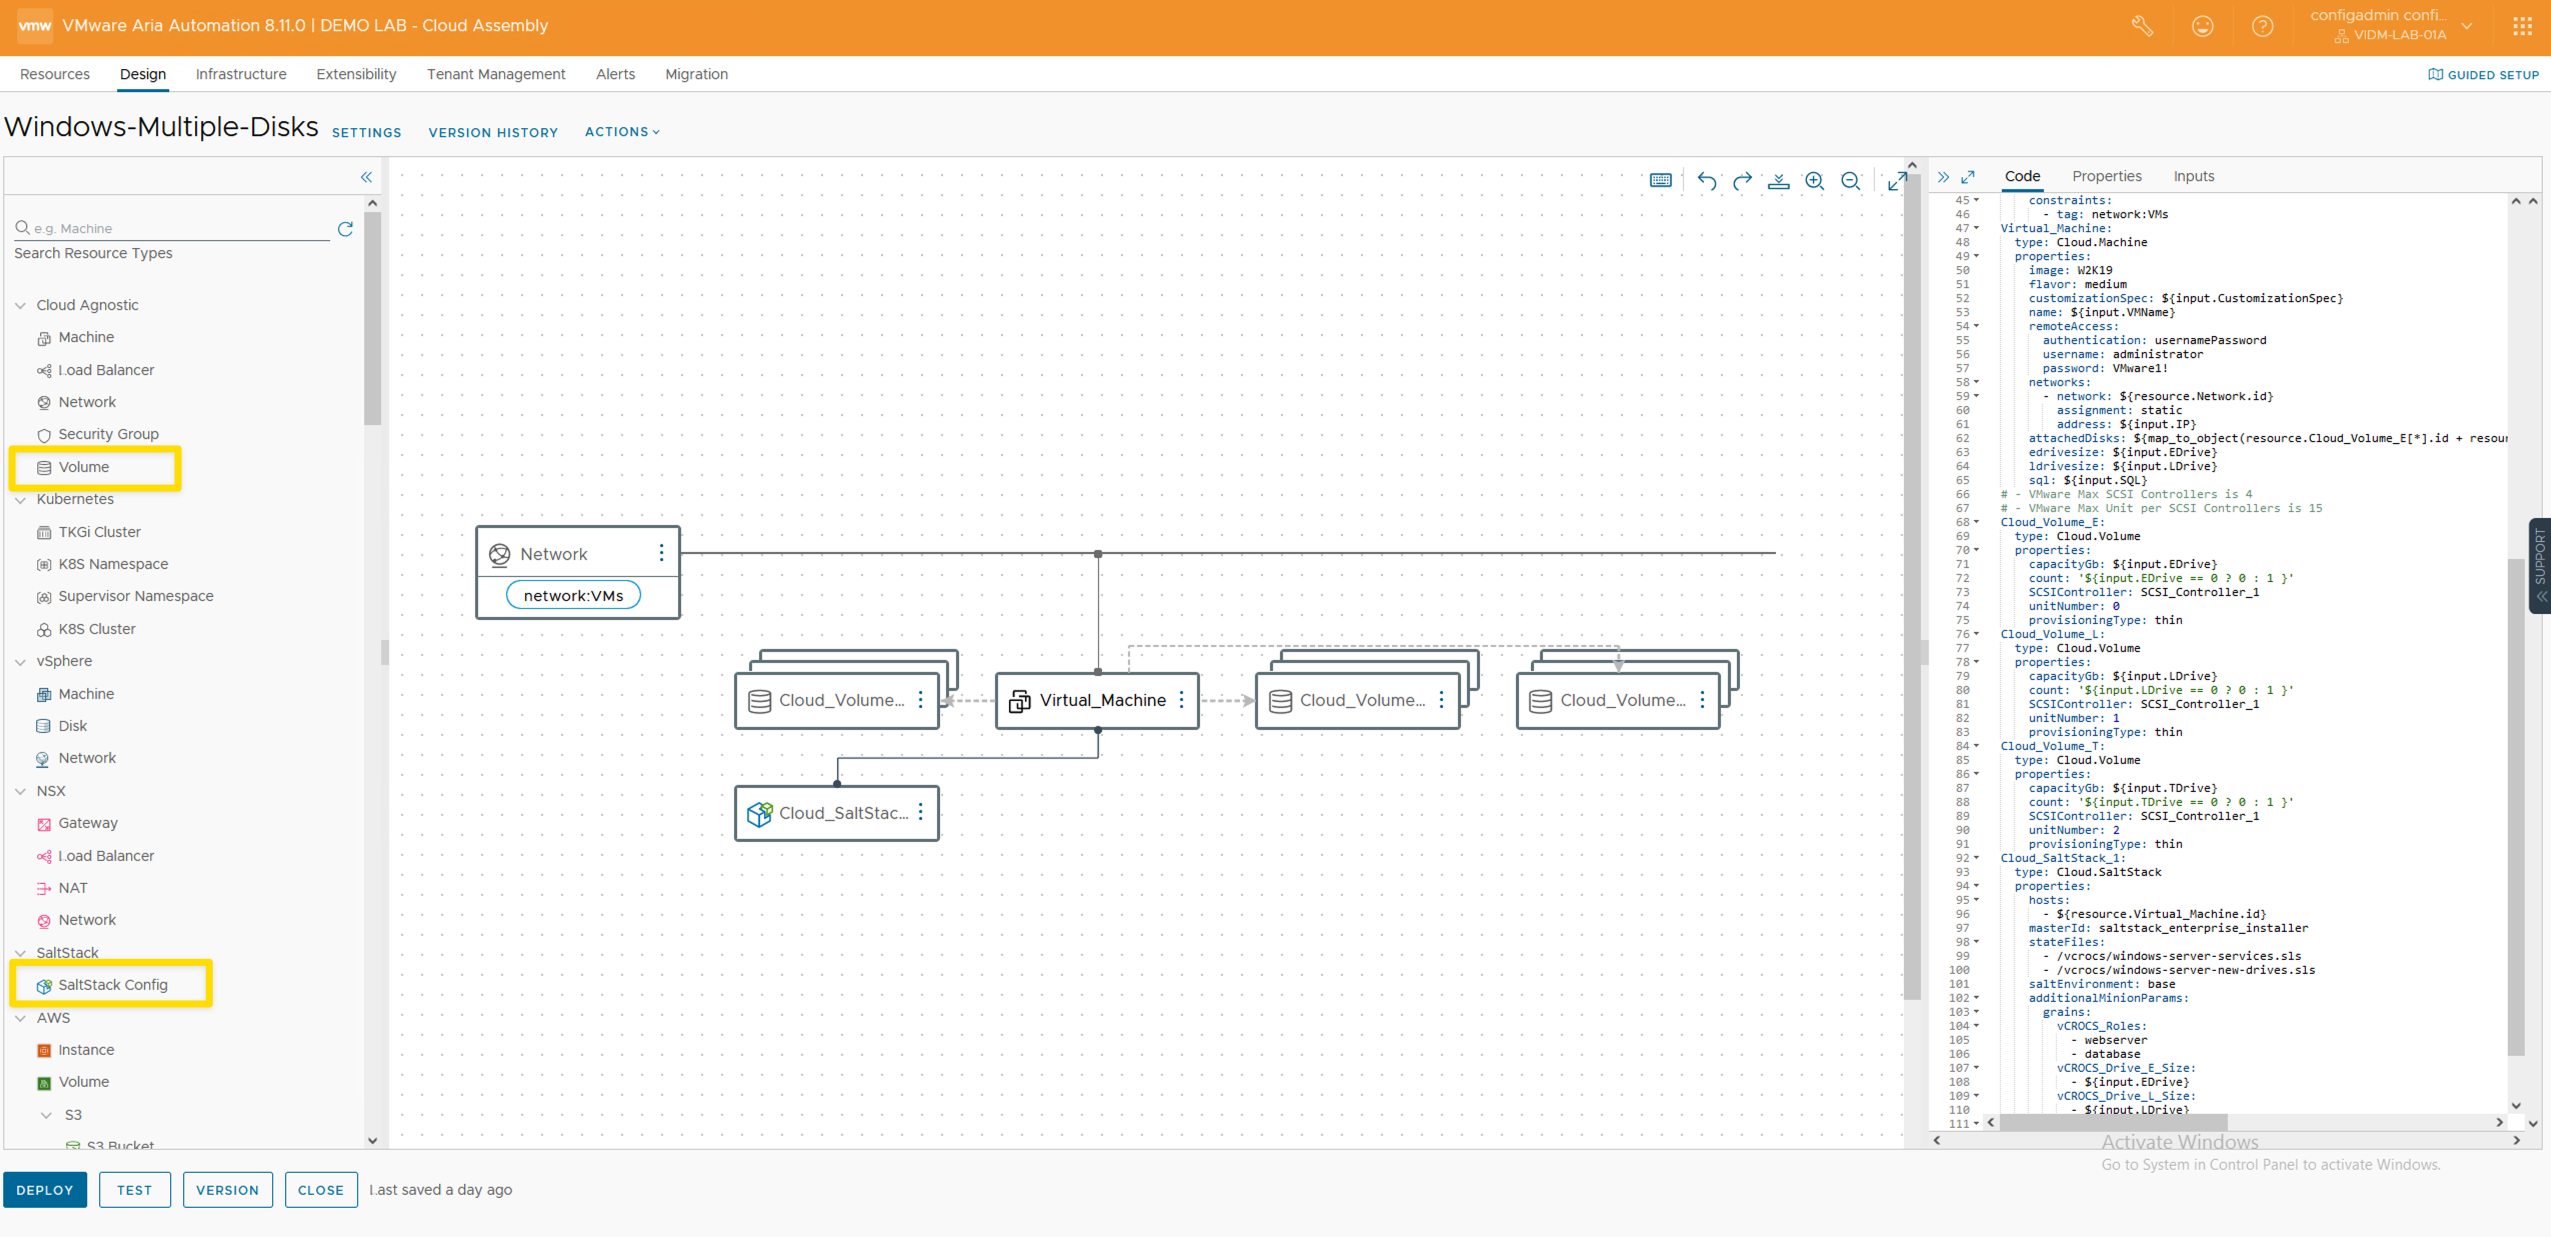 vmw VMware Aria Automation 8.11.0 | DEMO LAB - Cloud Assembly
configadmin confi...
VIDM-LAB-01A
Resources Design Infrastructure Extensibility Tenant Management Alerts Migration
GUIDED SETUP
Windows-Multiple-Disks SETTINGS VERSION HISTORY ACTIONS
e.g. Machine
Search Resource Types
Cloud Agnostic
Machine
Load Balancer
Network
Security Group
Volume
Kubernetes
TKGi Cluster
K8S Namespace
Supervisor Namespace
K8S Cluster
vSphere
Machine
Disk
Network
NSX
Gateway
Load Balancer
NAT
Network
SaltStack
SaltStack Config
AWS
Instance
Volume
S3
S3 Bucket
Network
network:VMs
Cloud_Volume...
Virtual_Machine
Cloud_Volume...
Cloud_Volume...
Cloud_SaltStac...
Code Properties Inputs
45 constraints:
46 - tag: network:VMs
47 Virtual_Machine:
48 type: Cloud.Machine
49 properties:
50 image: W2K19
51 flavor: medium
52 customizationSpec: ${input.CustomizationSpec}
53 name: ${input.VMName}
54 remoteAccess:
55 authentication: usernamePassword
56 username: administrator
57 password: VMware1!
58 networks:
59 - network: ${resource.Network.id}
60 assignment: static
61 address: ${input.IP}
62 attachedDisks: ${map_to_object(resource.Cloud_Volume_E[*].id + resour
63 edrivesize: ${input.EDrive}
64 ldrivesize: ${input.LDrive}
65 sql: ${input.SQL}
66 # - VMware Max SCSI Controllers is 4
67 # - VMware Max Unit per SCSI Controllers is 15
68 Cloud_Volume_E:
69 type: Cloud.Volume
70 properties:
71 capacityGb: ${input.EDrive}
72 count: '${input.EDrive == 0 ? 0 : 1 }'
73 SCSIController: SCSI_Controller_1
74 unitNumber: 0
75 provisioningType: thin
76 Cloud_Volume_L:
77 type: Cloud.Volume
78 properties:
79 capacityGb: ${input.LDrive}
80 count: '${input.LDrive == 0 ? 0 : 1 }'
81 SCSIController: SCSI_Controller_1
82 unitNumber: 1
83 provisioningType: thin
84 Cloud_Volume_T:
85 type: Cloud.Volume
86 properties:
87 capacityGb: ${input.TDrive}
88 count: '${input.TDrive == 0 ? 0 : 1 }'
89 SCSIController: SCSI_Controller_1
90 unitNumber: 2
91 provisioningType: thin
92 Cloud_SaltStack_1:
93 type: Cloud.SaltStack
94 properties:
95 hosts:
96 - ${resource.Virtual_Machine.id}
97 masterId: saltstack_enterprise_installer
98 stateFiles:
99 - /vcrocs/windows-server-services.sls
100 - /vcrocs/windows-server-new-drives.sls
101 saltEnvironment: base
102 additionalMinionParams:
103 grains:
104 vCROCS_Roles:
105 - webserver
106 - database
107 vCROCS_Drive_E_Size:
108 - ${input.EDrive}
109 vCROCS_Drive_L_Size:
110 - ${input.LDrive}
111
SUPPORT
Activate Windows
Go to System in Control Panel to activate Windows.
DEPLOY TEST VERSION CLOSE Last saved a day ago